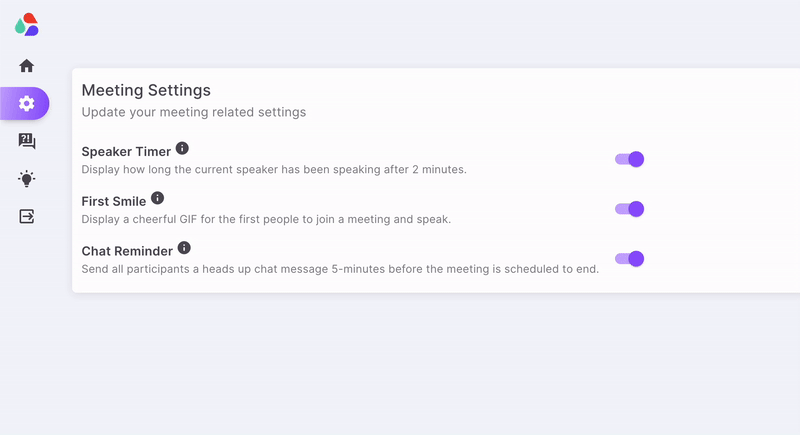 Meeting Settings
Update your meeting related settings
Speaker Timer
Display how long the current speaker has been speaking after 2 minutes.
First Smile
Display a cheerful GIF for the first people to join a meeting and speak.
Chat Reminder
Send all participants a heads up chat message 5-minutes before the meeting is scheduled to end.